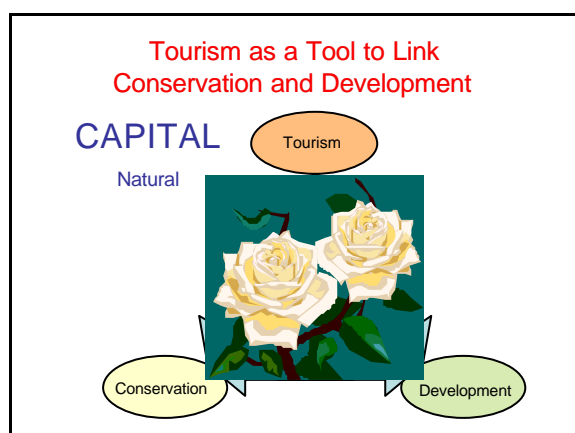 Tourism as a Tool to Link
Conservation and Development
CAPITAL
Tourism
Natural
Conservation
Development